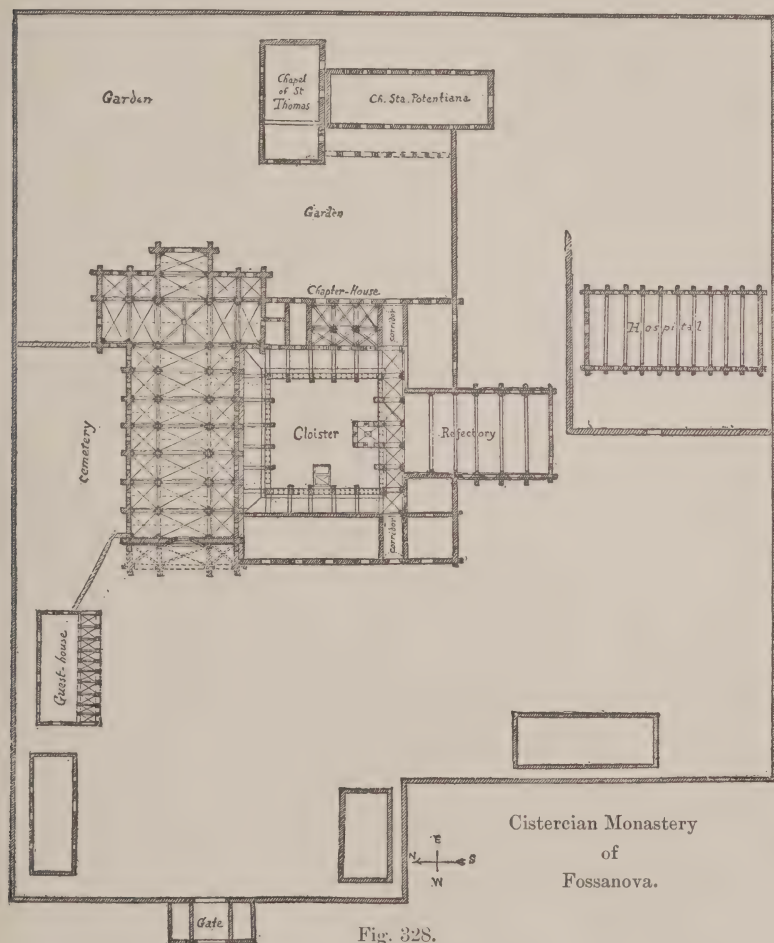 Garden
Chapel
of St
Thomas
Ch. Sta. Potentiana
Garden
Chapter-House
Corridor
Hospital
Cemetery
Cloister
Refectory
Corridor
Guest-house
Cistercian Monastery
of
Fossanova.
E
N S
W
Gate
Fig. 328.